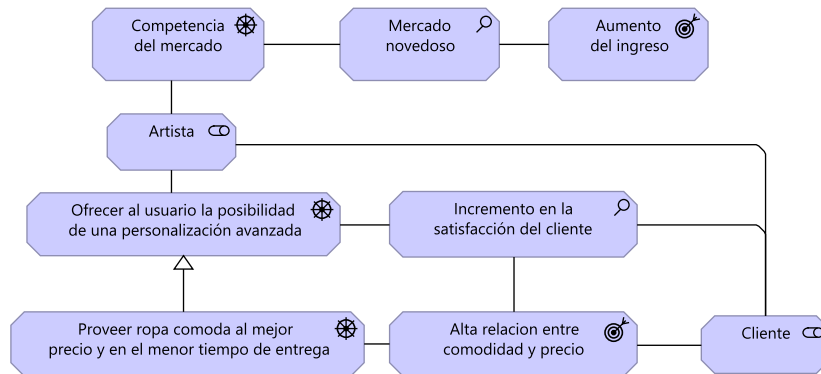 Competencia
del mercado
Mercado
novedoso
Aumento
del ingreso
Artista
Ofrecer al usuario la posibilidad
de una personalización avanzada
Incremento en la
satisfacción del cliente
Proveer ropa comoda al mejor
precio y en el menor tiempo de entrega
Alta relacion entre
comodidad y precio
Cliente